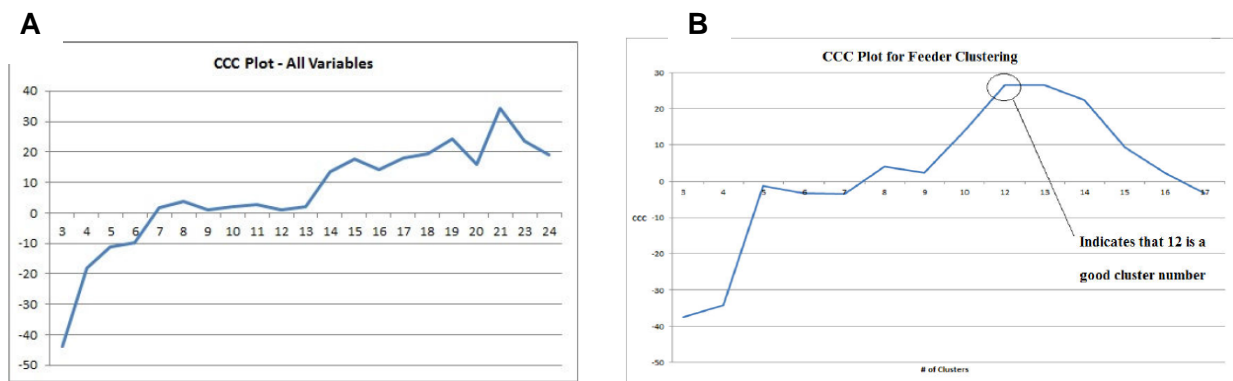 A
CCC Plot - All Variables
40
30
20
10
0
3 4 5 6 7 8 9 10 11 12 13 14 15 16 17 18 19 20 21 23 24
-10
-20
-30
-40
-50
B
CCC Plot for Feeder Clustering
30
20
10
0
3 4 5 6 7 8 9 10 12 13 14 15 16 17
CCC
-10
-20
-30
-40
-50
Indicates that 12 is a
good cluster number
# of Clusters